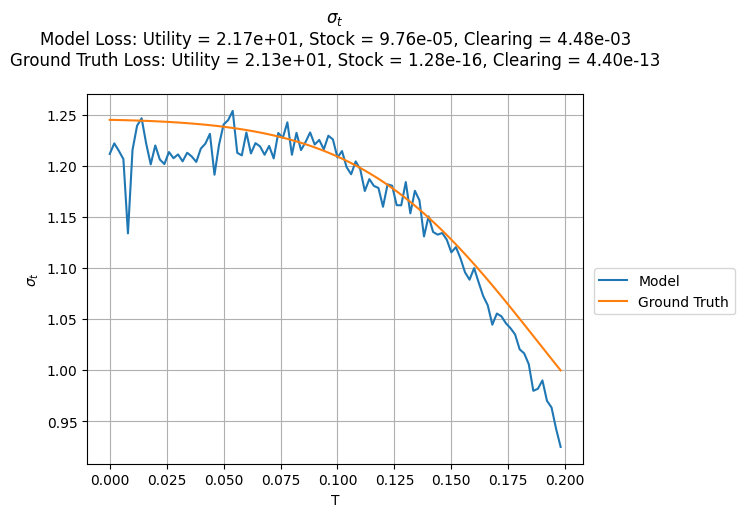 σt
Model Loss: Utility = 2.17e+01, Stock = 9.76e-05, Clearing = 4.48e-03
Ground Truth Loss: Utility = 2.13e+01, Stock = 1.28e-16, Clearing = 4.40e-13
1.25
1.20
1.15
1.10
1.05
1.00
0.95
σt
0.000
0.025
0.050
0.075
0.100
0.125
0.150
0.175
0.200
T
Model
Ground Truth